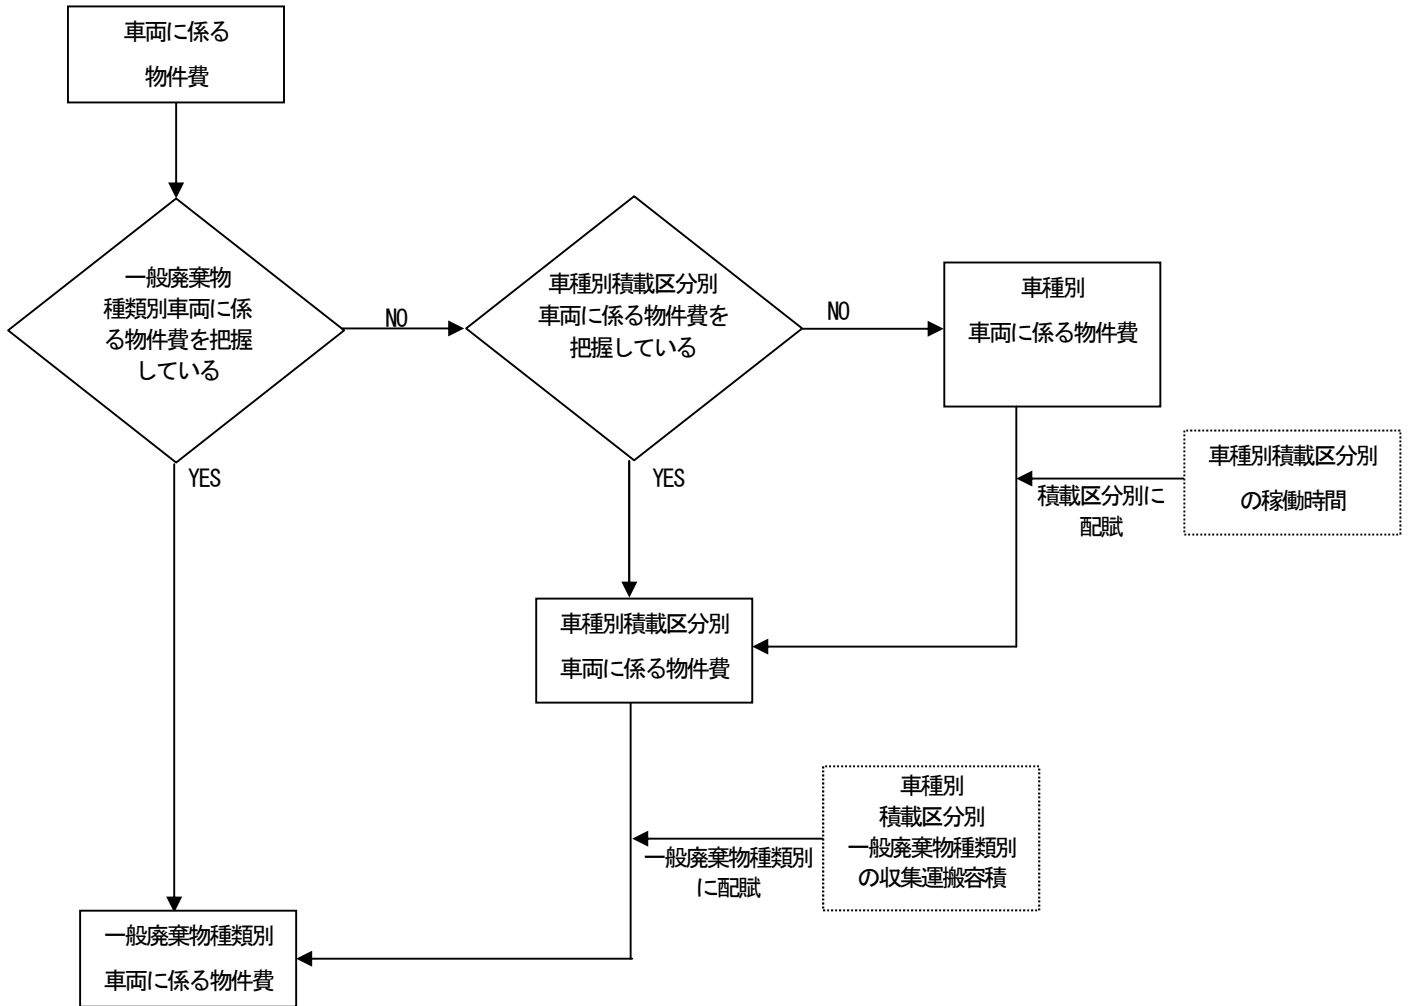 車両に係る
物件費
一般廃棄物
種類別車両に係
る物件費を把握
している
NO
車種別積載区分別
車両に係る物件費を
把握している
NO
車種別
車両に係る物件費
YES
YES
車種別積載区分別
の稼働時間
積載区分別に
配賦
車種別積載区分別
車両に係る物件費
車種別
積載区分別
一般廃棄物種類別
の収集運搬容積
一般廃棄物種類別
に配賦
一般廃棄物種類別
車両に係る物件費